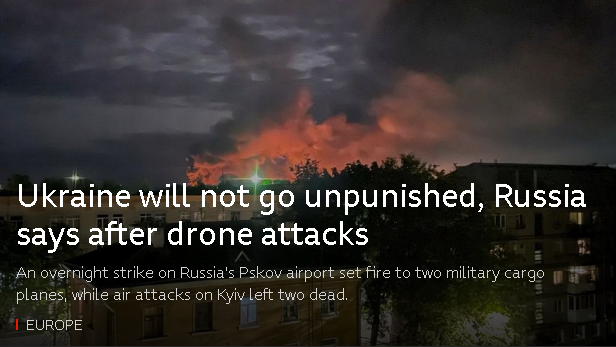 Ukraine will not go unpunished, Russia
says after drone attacks
An overnight strike on Russia's Pskov airport set fire to two military cargo
planes, while air attacks on Kyiv left two dead.
EUROPE